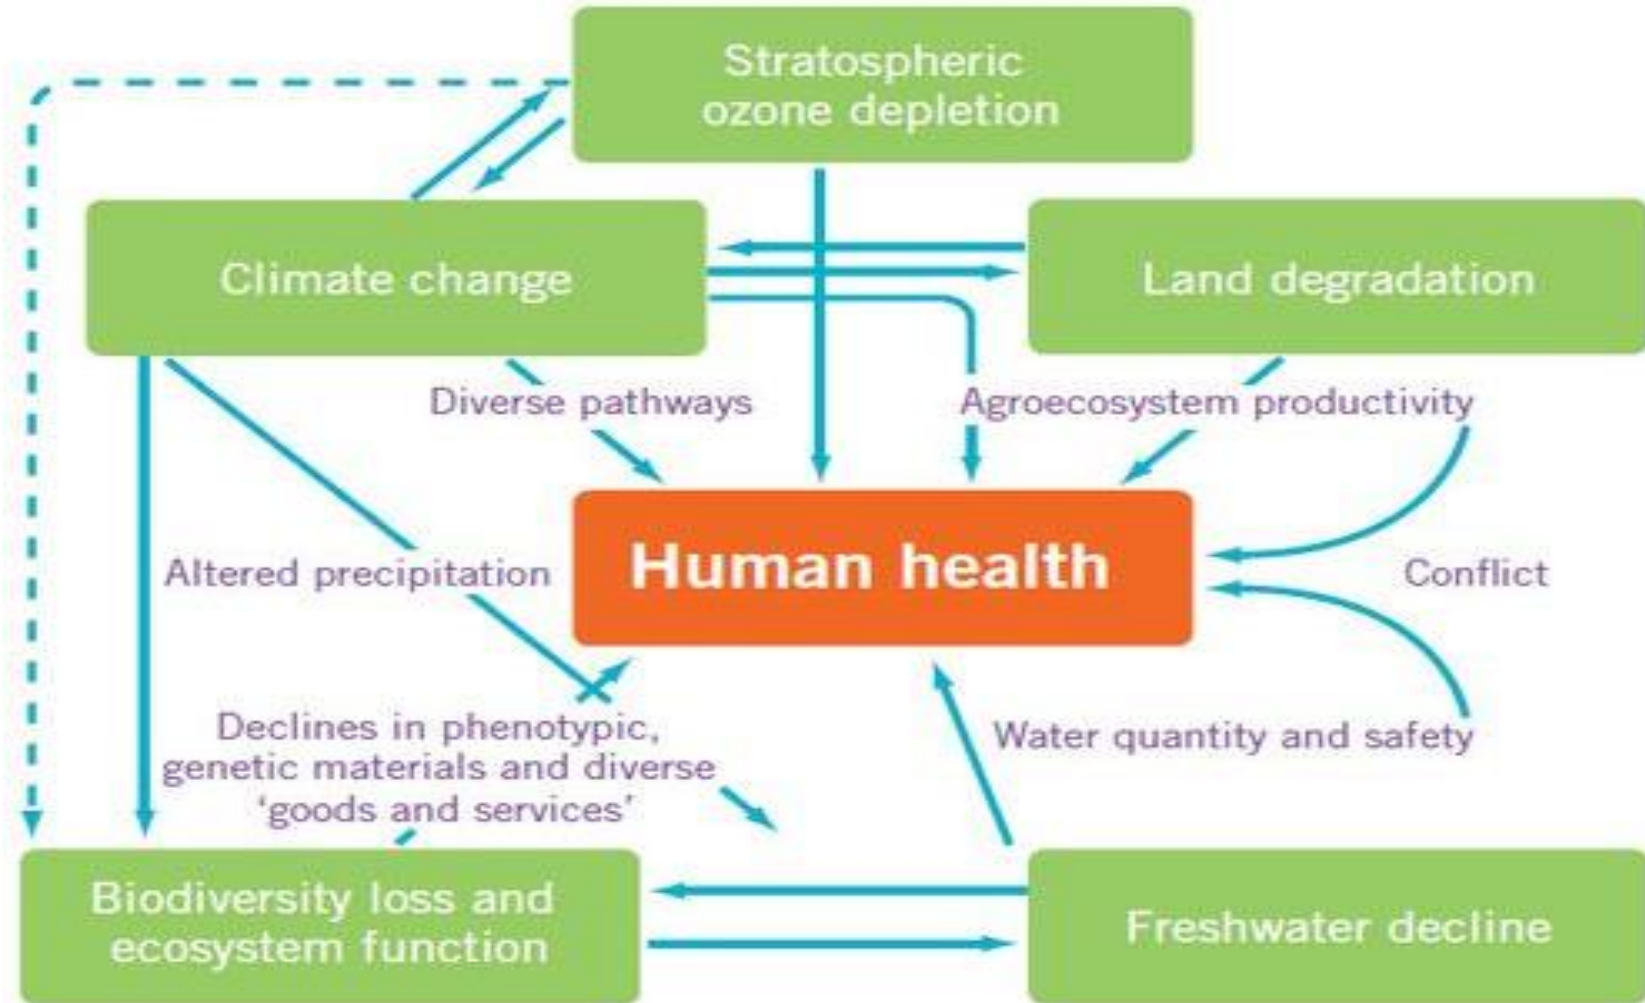 Stratospheric
ozone depletion
Climate change
Land degradation
Diverse pathways
Agroecosystem productivity
Human health
Altered precipitation
Conflict
Declines in phenotypic,
genetic materials and diverse
‘goods and services’
Water quantity and safety
Biodiversity loss and
ecosystem function
Freshwater decline